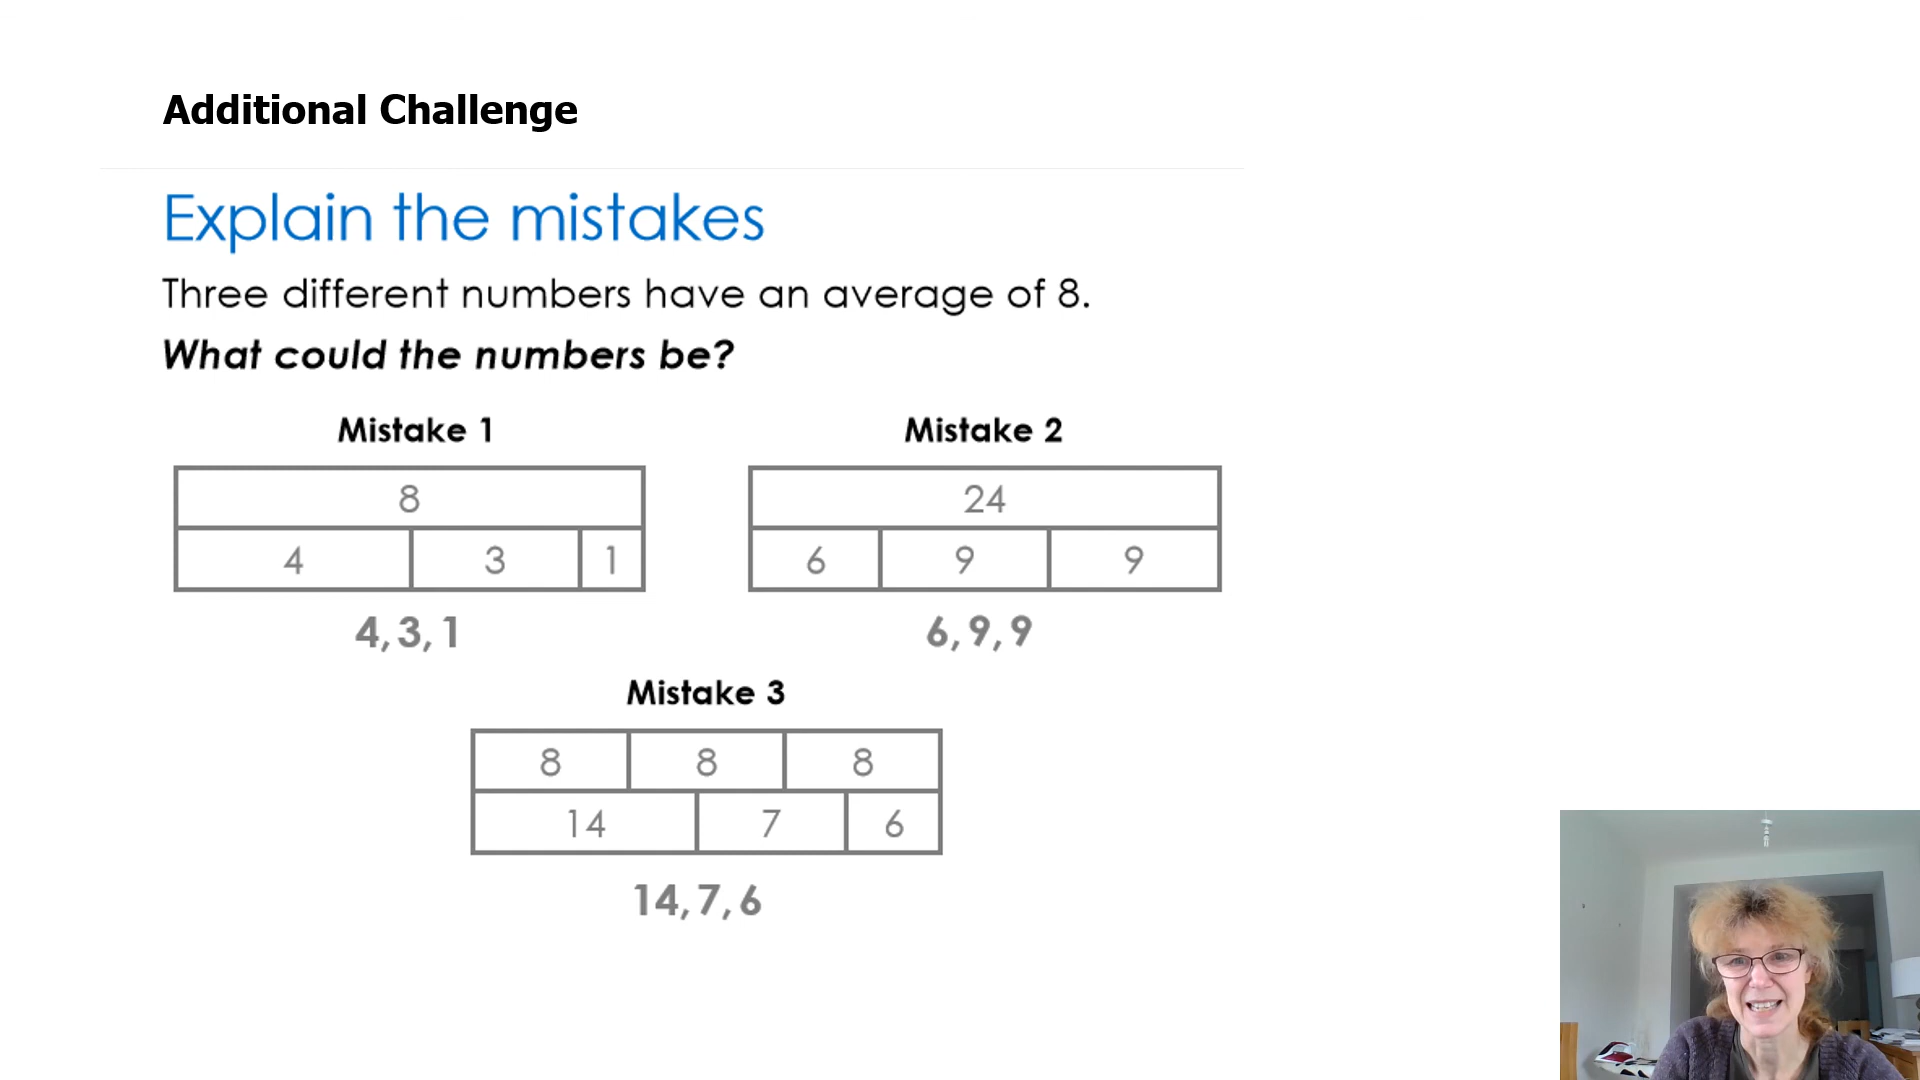 Additional Challenge
Explain the mistakes
Three different numbers have an average of 8.
What could the numbers be?
Mistake 1
8
4 3 1
4, 3, 1
Mistake 2
24
6 9 9
6, 9, 9
Mistake 3
8 8 8
14 7 6
14, 7, 6